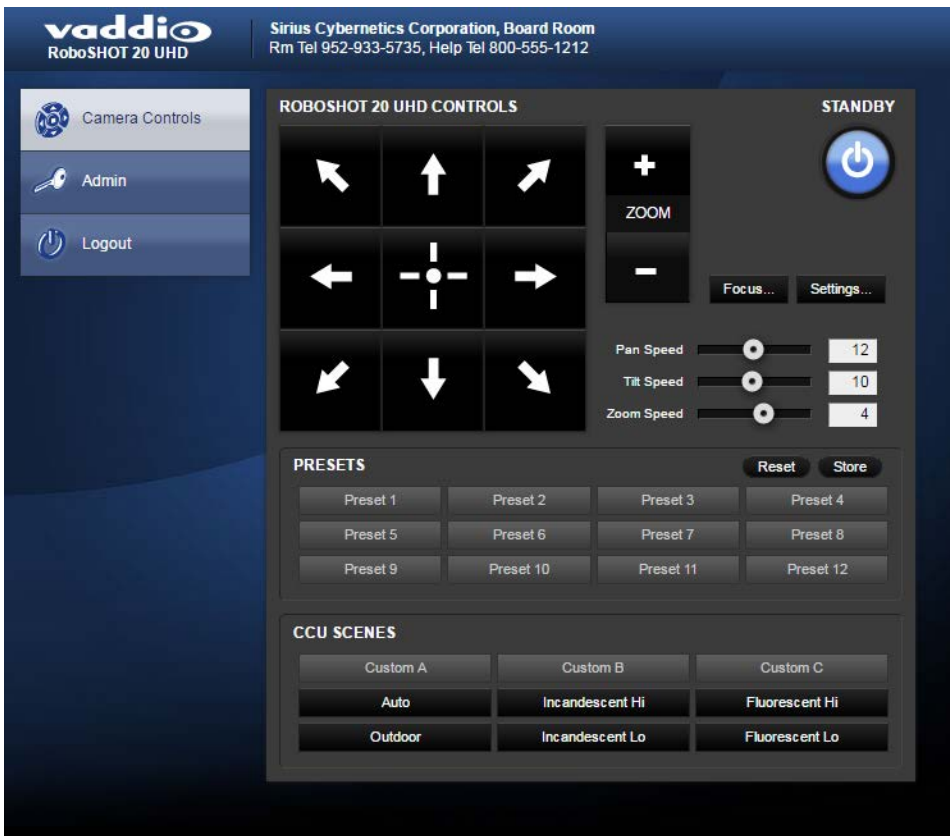 vaddio
RoboSHOT 20 UHD
Sirius Cybernetics Corporation, Board Room
Rm Tel 952-933-5735, Help Tel 800-555-1212
Camera Controls
Admin
Logout
ROBOSHOT 20 UHD CONTROLS
STANDBY
ZOOM
Focus...
Settings...
Pan Speed
12
Tilt Speed
10
Zoom Speed
4
PRESETS
Reset
Store
Preset 1
Preset 2
Preset 3
Preset 4
Preset 5
Preset 6
Preset 7
Preset 8
Preset 9
Preset 10
Preset 11
Preset 12
CCU SCENES
Custom A
Custom B
Custom C
Auto
Incandescent Hi
Fluorescent Hi
Outdoor
Incandescent Lo
Fluorescent Lo